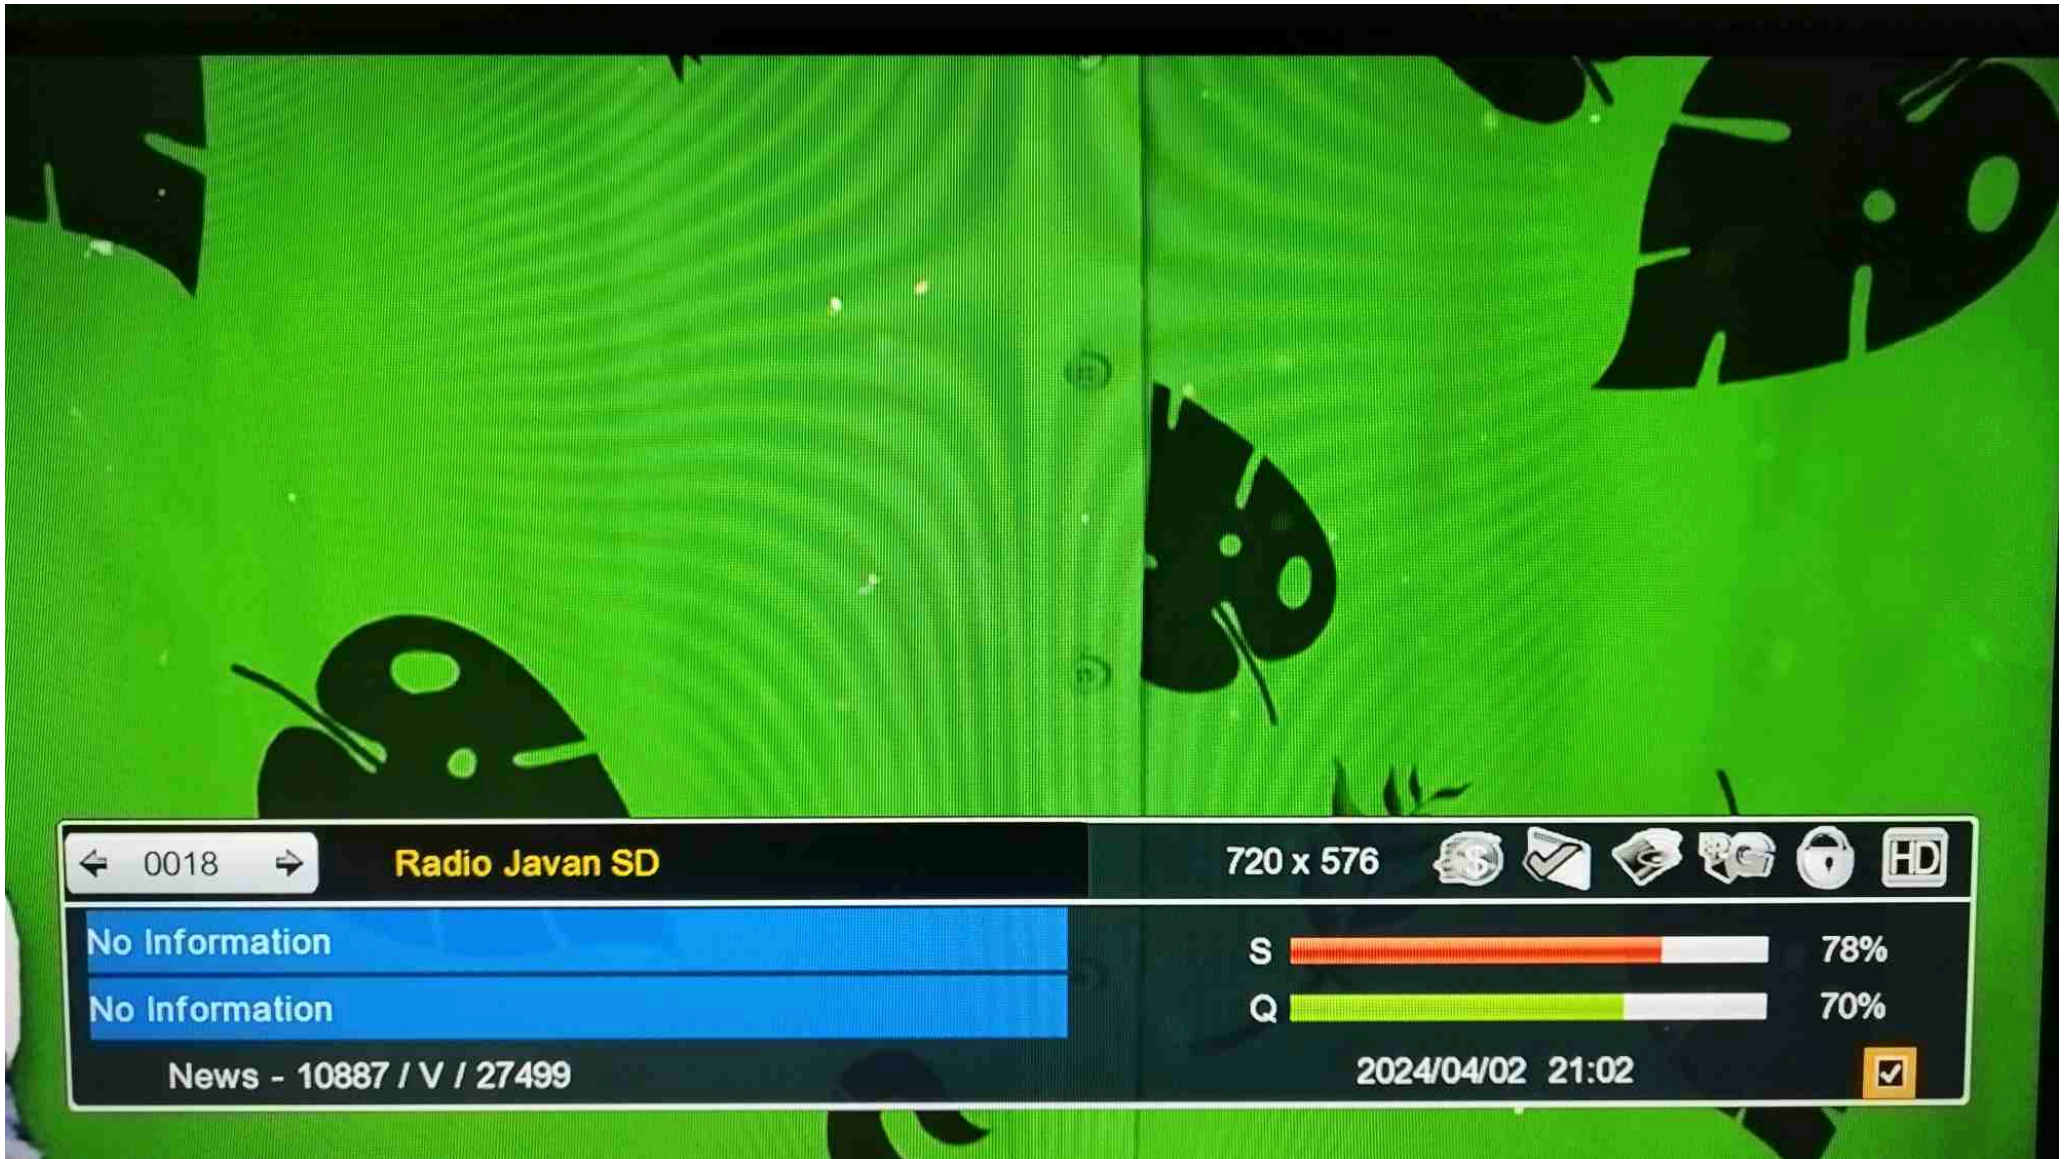 0018 Radio Javan SD 720 x 576 HD
No Information
S 78%
No Information
Q 70%
News - 10887 / V / 27499
2024/04/02 21:02